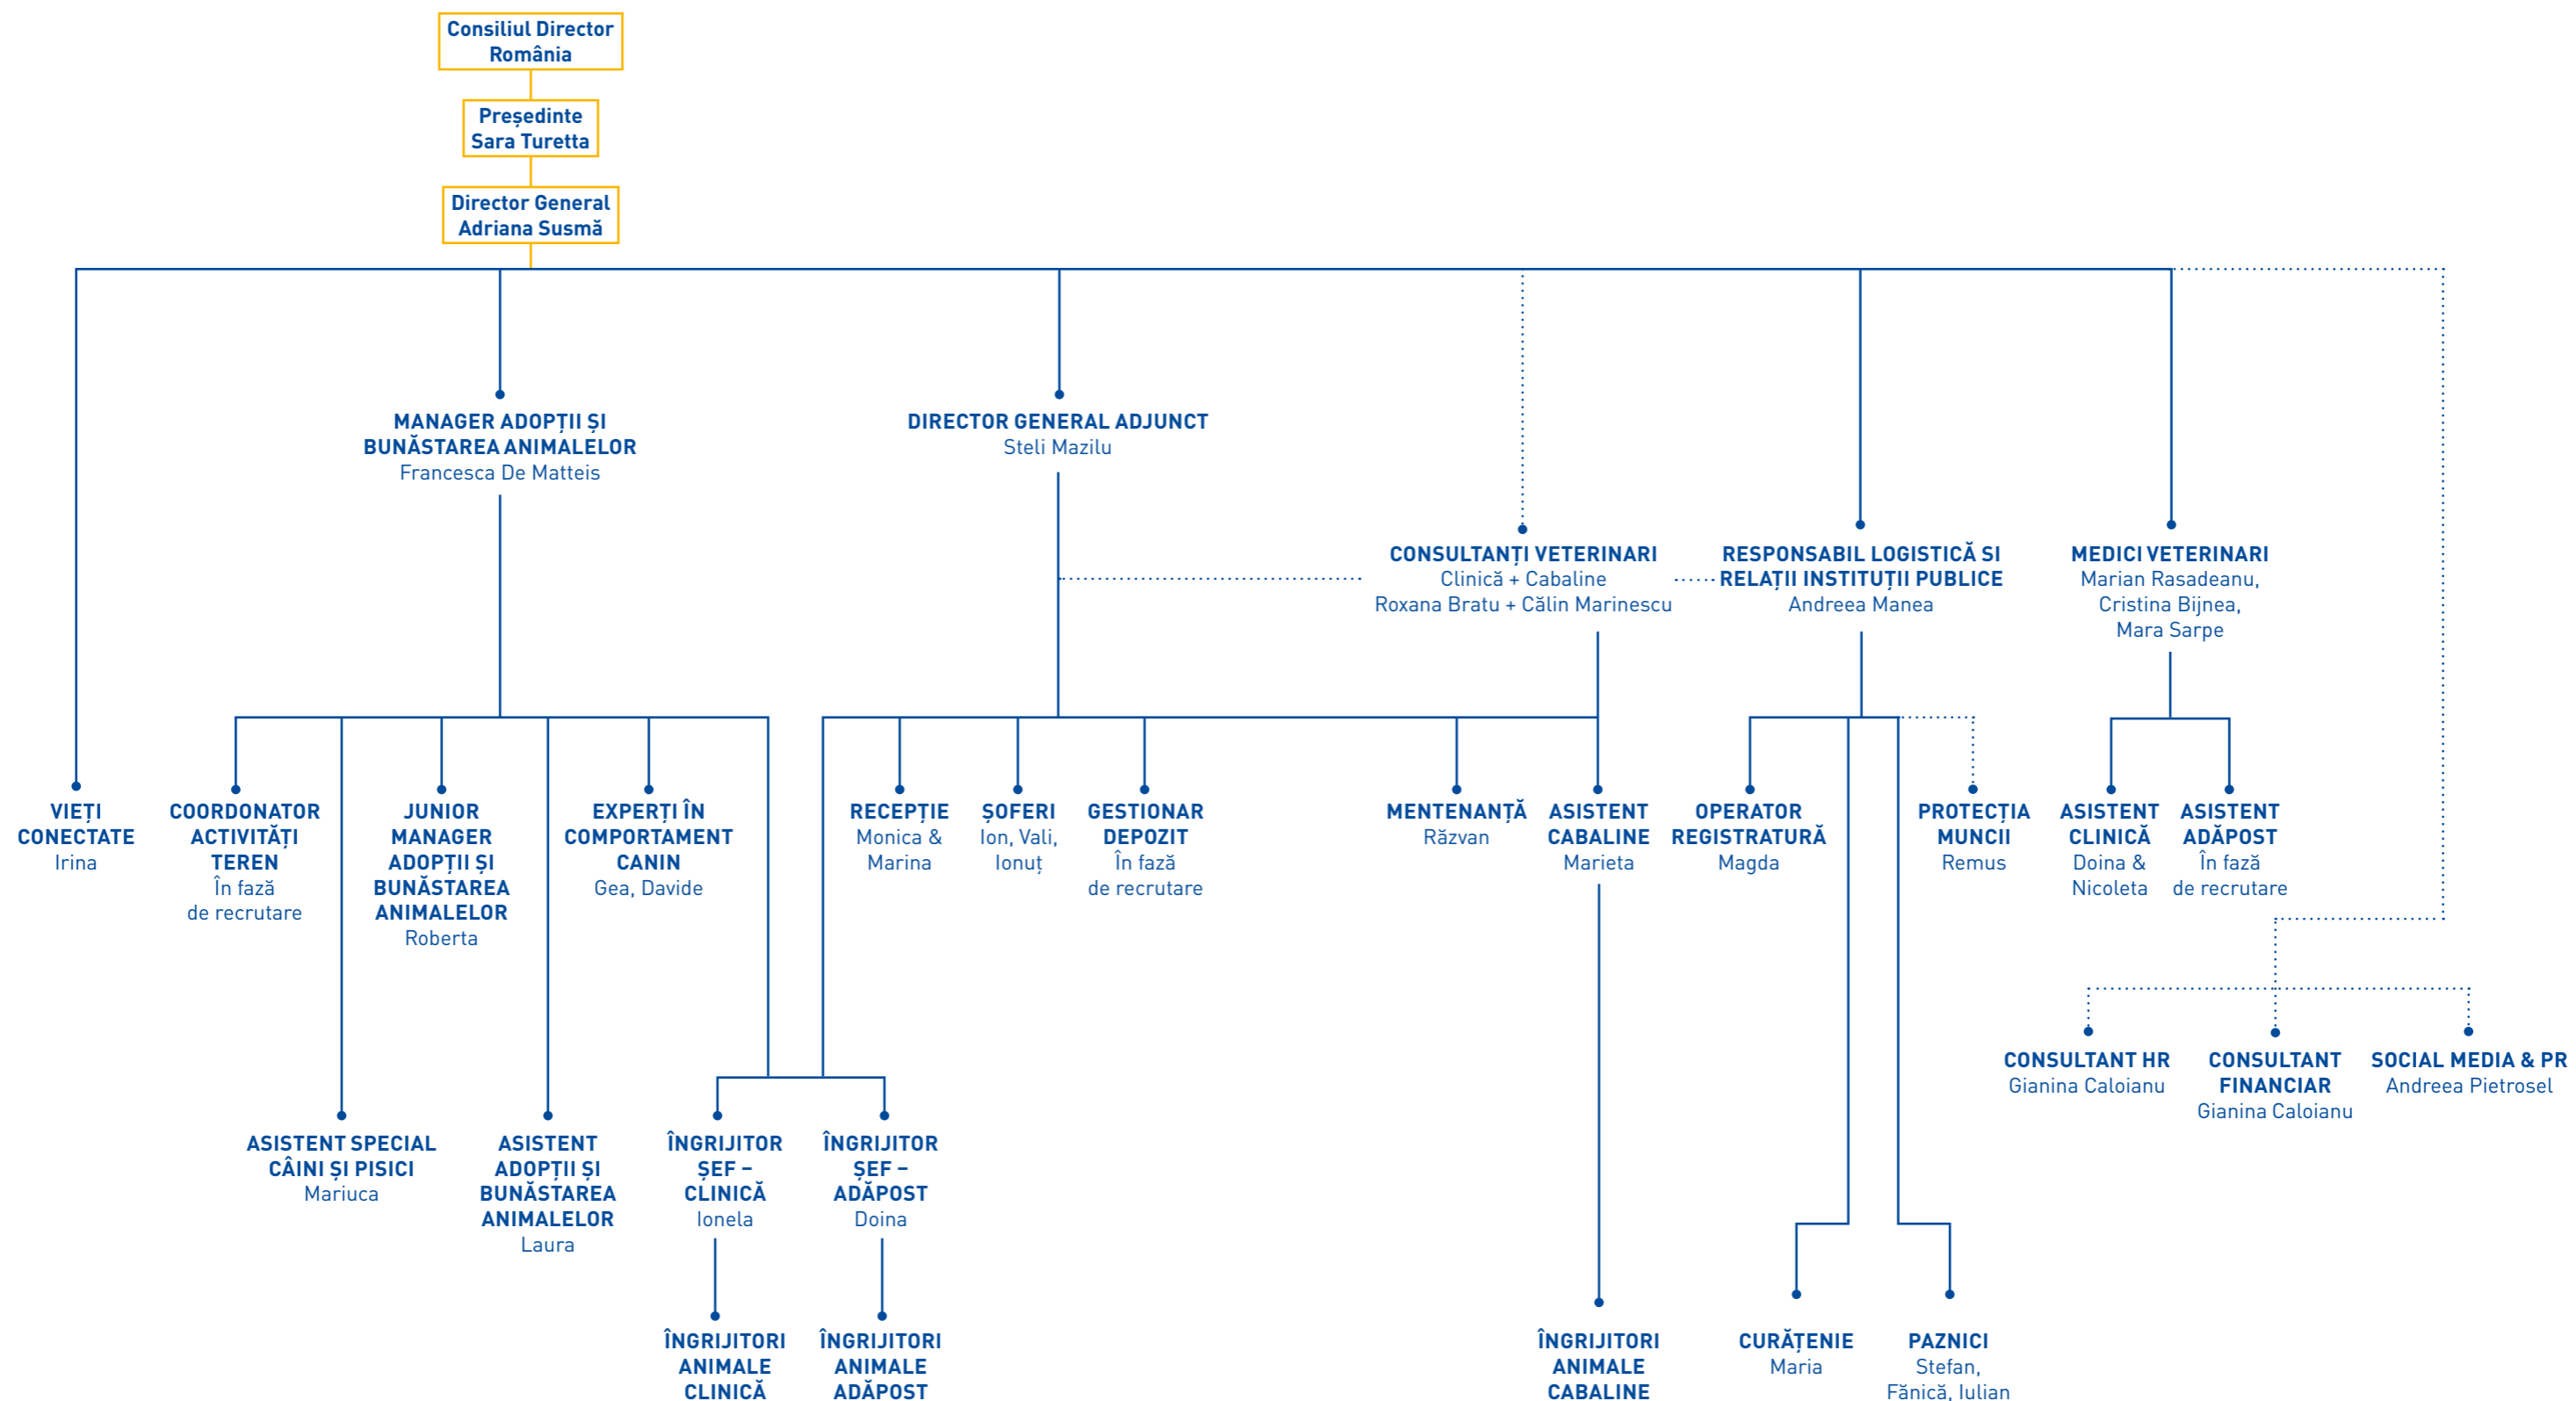 Consiliul Director
România
Președinte
Sara Turetta
Director General
Adriana Susmă
MANAGER ADOPȚII ȘI
BUNĂSTAREA ANIMALELOR
Francesca De Matteis
DIRECTOR GENERAL ADJUNCT
Steli Mazilu
CONSULTANȚI VETERINARI
Clinică + Cabaline
Roxana Bratu + Călin Marinescu
RESPONSABIL LOGISTICĂ SI
RELAȚII INSTITUȚII PUBLICE
Andreea Manea
MEDICI VETERINARI
Marian Rasadeanu,
Cristina Bijnea,
Mara Sarpe
VIEȚI
CONECTATE
Irina
COORDONATOR
ACTIVITĂȚI
TEREN
În fază
de recrutare
JUNIOR
MANAGER
ADOPȚII ȘI
BUNĂSTAREA
ANIMALELOR
Roberta
EXPERȚI ÎN
COMPORTAMENT
CANIN
Gea, Davide
RECEPȚIE
Monica &
Marina
ȘOFERI
Ion, Vali,
Ionuț
GESTIONAR
DEPOZIT
În fază
de recrutare
MENTENANȚĂ
Răzvan
ASISTENT
CABALINE
Marieta
OPERATOR
REGISTRATURĂ
Magda
PROTECȚIA
MUNCII
Remus
ASISTENT
CLINICĂ
Doina &
Nicoleta
ASISTENT
ADĂPOST
În fază
de recrutare
CONSULTANT HR
Gianina Caloianu
CONSULTANT
FINANCIAR
Gianina Caloianu
SOCIAL MEDIA & PR
Andreea Pietrosel
ASISTENT SPECIAL
CÂINI ȘI PISICI
Mariuca
ASISTENT
ADOPȚII ȘI
BUNĂSTAREA
ANIMALELOR
Laura
ÎNGRIJITOR
ȘEF –
CLINICĂ
Ionela
ÎNGRIJITOR
ȘEF –
ADĂPOST
Doina
ÎNGRIJITORI
ANIMALE
CLINICĂ
ÎNGRIJITORI
ANIMALE
ADĂPOST
ÎNGRIJITORI
ANIMALE
CABALINE
CURĂȚENIE
Maria
PAZNICI
Stefan,
Fănică, Iulian